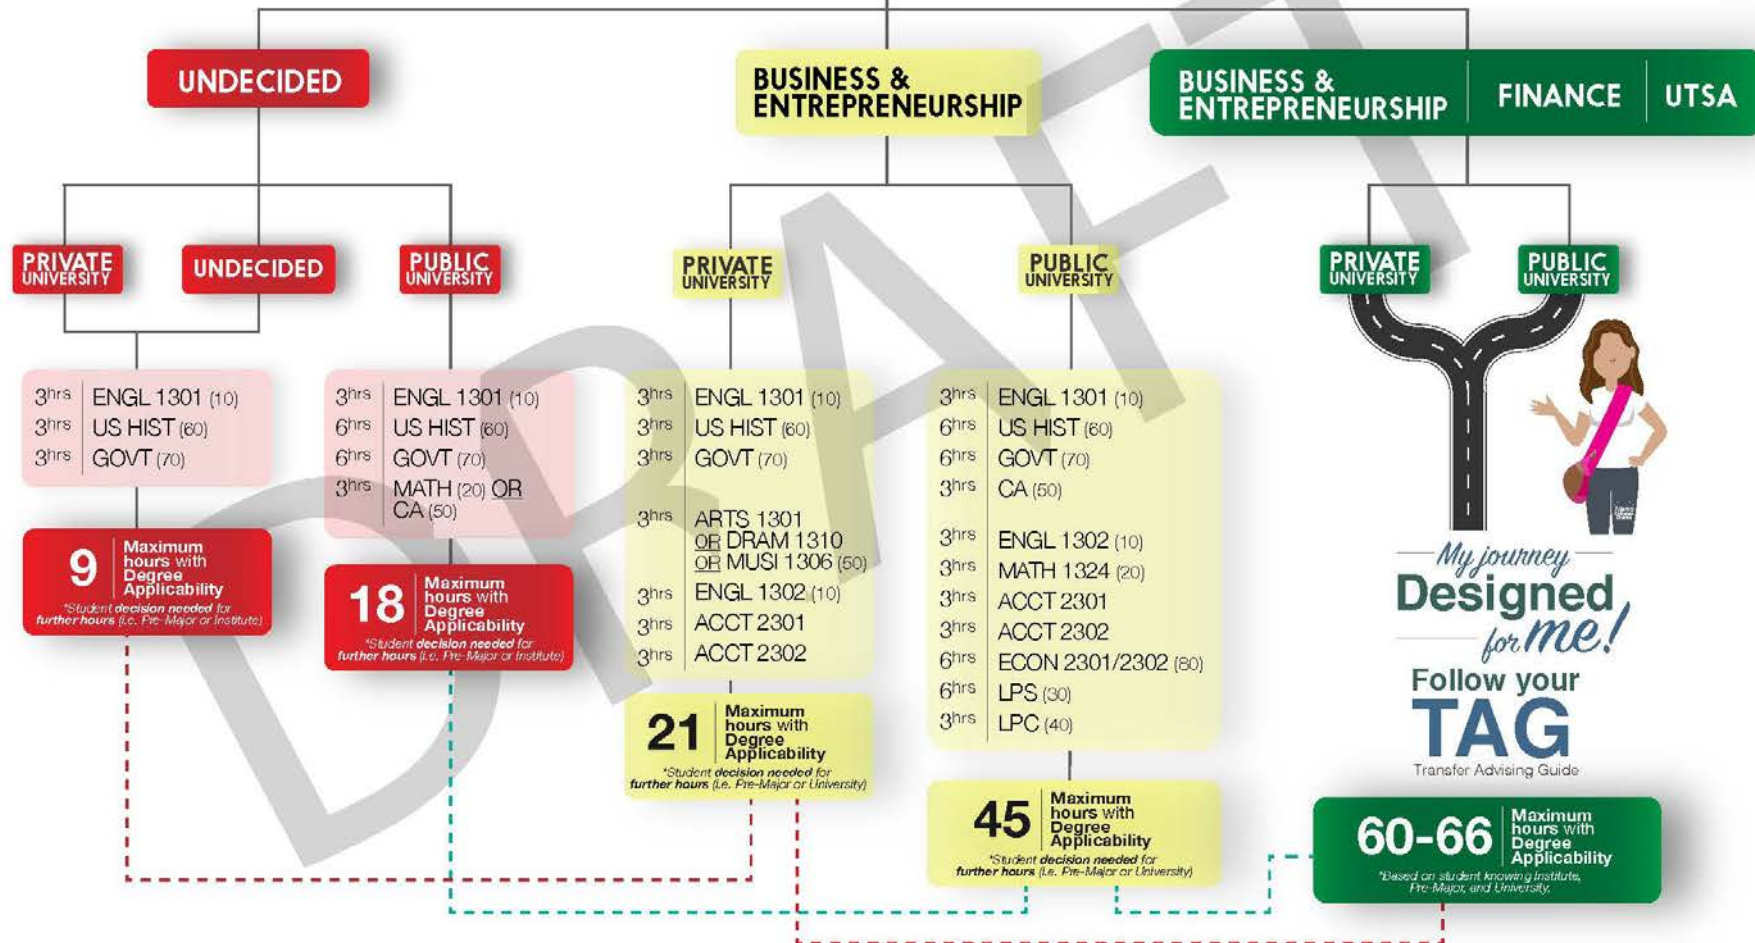 UNDECIDED
BUSINESS &
ENTREPRENEURSHIP
BUSINESS &
ENTREPRENEURSHIP
FINANCE
UTSA
PRIVATE
UNIVERSITY
UNDECIDED
PUBLIC
UNIVERSITY
PRIVATE
UNIVERSITY
PUBLIC
UNIVERSITY
PRIVATE
UNIVERSITY
PUBLIC
UNIVERSITY
3hrs ENGL 1301 (10)
3hrs US HIST (60)
3hrs GOVT (70)
9 Maximum
hours with
Degree
Applicability
*Student decision needed for
further hours (i.e. Pre-Major or Institute)
3hrs ENGL 1301 (10)
6hrs US HIST (60)
6hrs GOVT (70)
3hrs MATH (20) OR
CA (50)
18 Maximum
hours with
Degree
Applicability
*Student decision needed for
further hours (i.e. Pre-Major or Institute)
3hrs ENGL 1301 (10)
3hrs US HIST (60)
3hrs GOVT (70)
3hrs ARTS 1301
OR DRAM 1310
OR MUSI 1306 (50)
3hrs ENGL 1302 (10)
3hrs ACCT 2301
3hrs ACCT 2302
21 Maximum
hours with
Degree
Applicability
*Student decision needed for
further hours (i.e. Pre-Major or University)
3hrs ENGL 1301 (10)
6hrs US HIST (60)
6hrs GOVT (70)
3hrs CA (50)
3hrs ENGL 1302 (10)
3hrs MATH 1324 (20)
3hrs ACCT 2301
3hrs ACCT 2302
6hrs ECON 2301/2302 (80)
6hrs LPS (30)
3hrs LPC (40)
45 Maximum
hours with
Degree
Applicability
*Student decision needed for
further hours (i.e. Pre-Major or University)
My journey
Designed
for me!
Follow your
TAG
Transfer Advising Guide
60-66 Maximum
hours with
Degree
Applicability
*Based on student knowing Institute,
Pre-Major, and University.
DRAFT